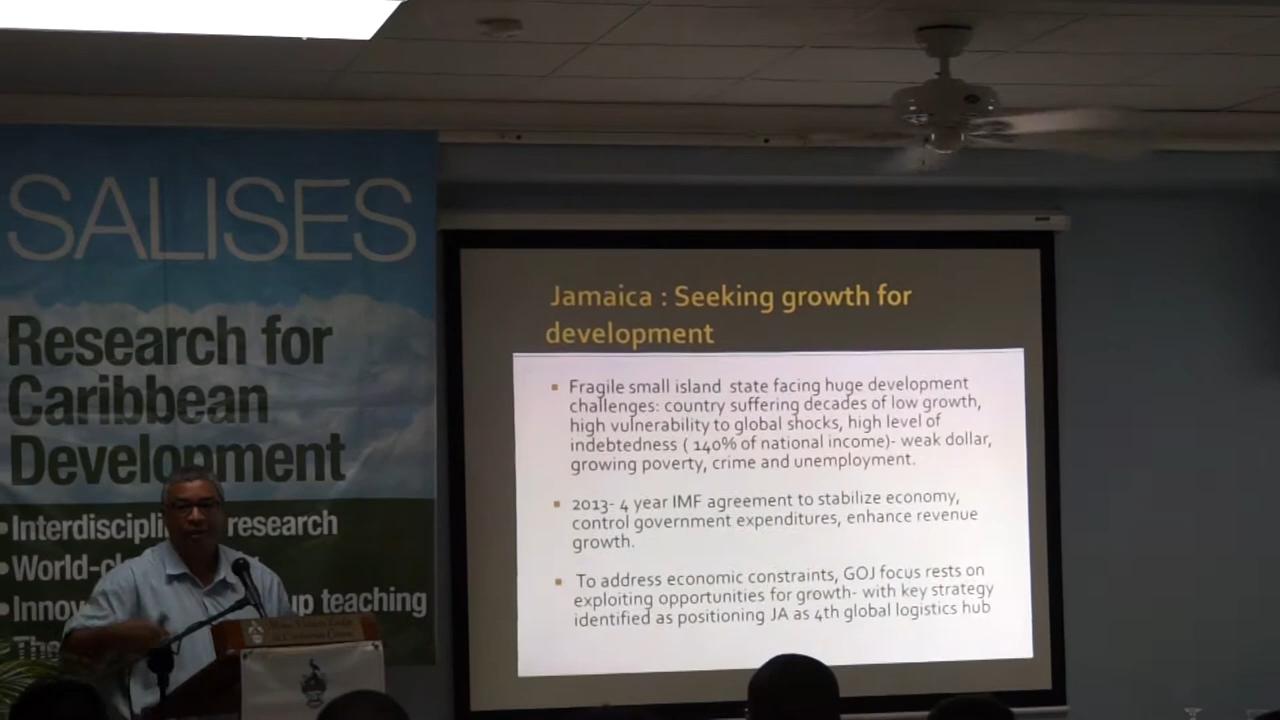 SALISES
Research for
Caribbean
Development
•Interdiscipli research
•World-cl
•Innov up teaching
The
Jamaica : Seeking growth for
development
▪ Fragile small island state facing huge development
challenges: country suffering decades of low growth,
high vulnerability to global shocks, high level of
indebtedness ( 140% of national income)- weak dollar,
growing poverty, crime and unemployment.
▪ 2013- 4 year IMF agreement to stabilize economy,
control government expenditures, enhance revenue
growth.
▪ To address economic constraints, GOJ focus rests on
exploiting opportunities for growth- with key strategy
identified as positioning JA as 4th global logistics hub